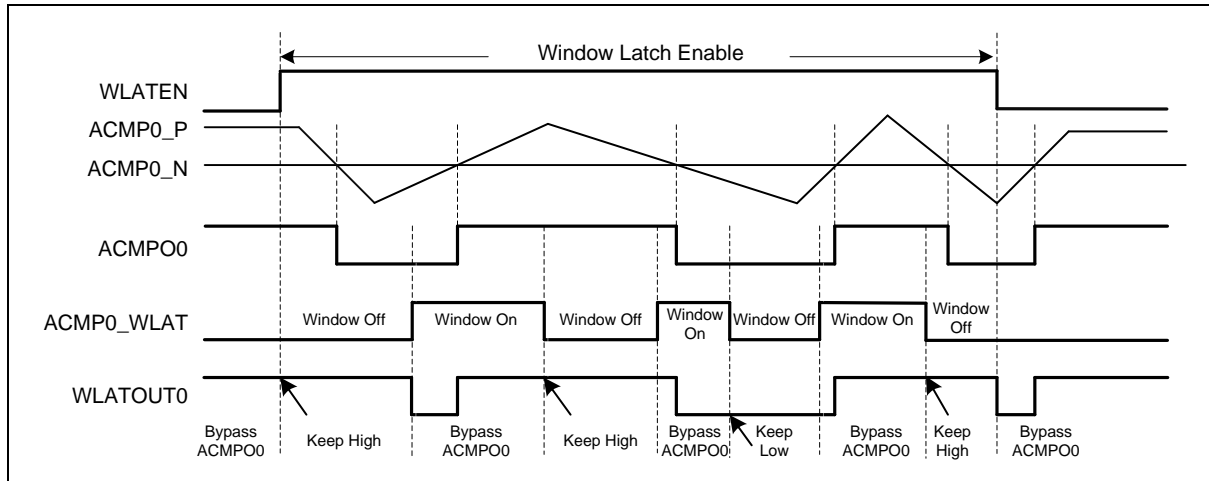 Window Latch Enable
WLATEN
ACMP0_P
ACMP0_N
ACMPO0
ACMP0_WLAT
Window Off
Window On
Window Off
Window
On
Window Off
Window On
Window
Off
WLATOUT0
Bypass
ACMPO0
Keep High
Bypass
ACMPO0
Keep High
Bypass
ACMPO0
Keep
Low
Bypass
ACMPO0
Keep
High
Bypass
ACMPO0